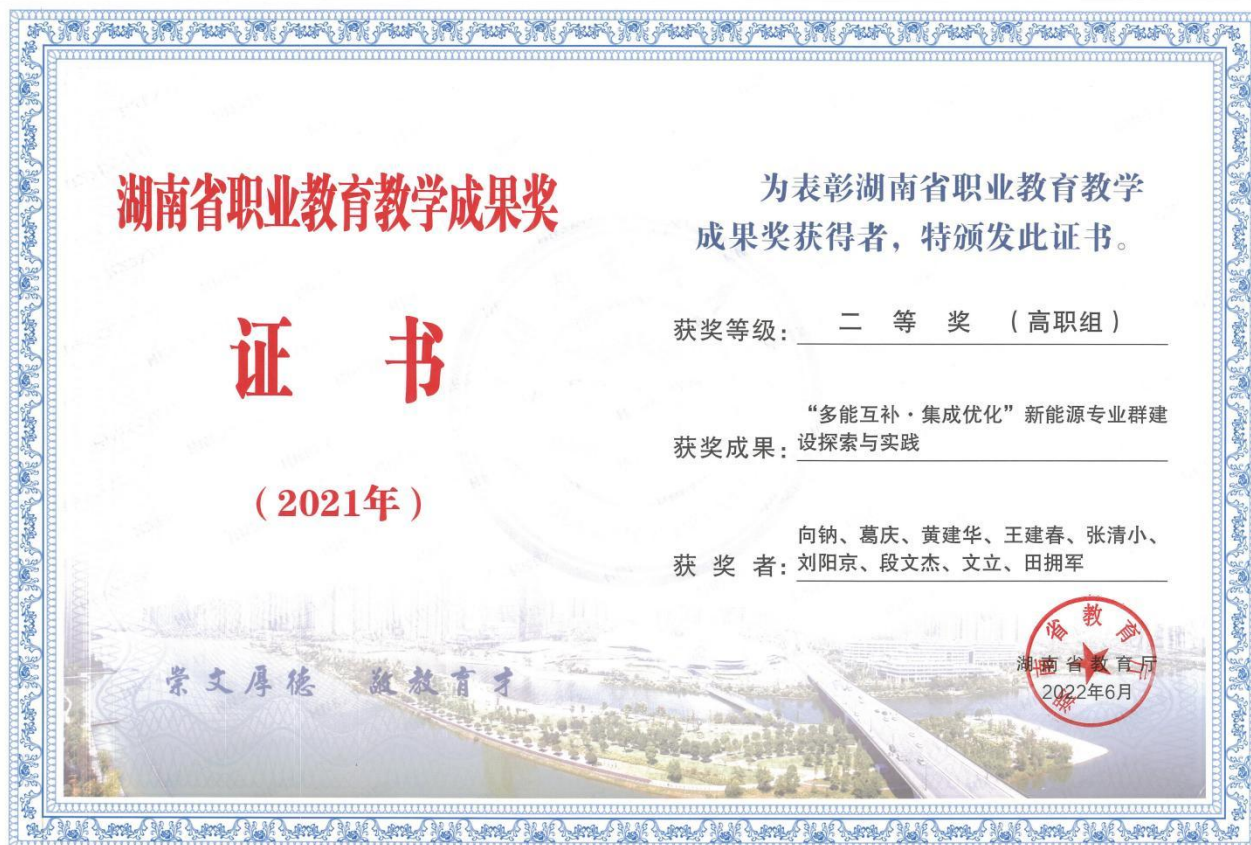 湖南省职业教育教学成果奖
证书
（2021年）
崇文厚德 敬教育才
为表彰湖南省职业教育教学
成果奖获得者，特颁发此证书。
获奖等级： 二等奖（高职组）
获奖成果： “多能互补·集成优化”新能源专业群建
设探索与实践
获奖者： 向钠、葛庆、黄建华、王建春、张清小、
刘阳京、段文杰、文立、田拥军
湖南省教育厅
湖南省教育厅
2022年6月